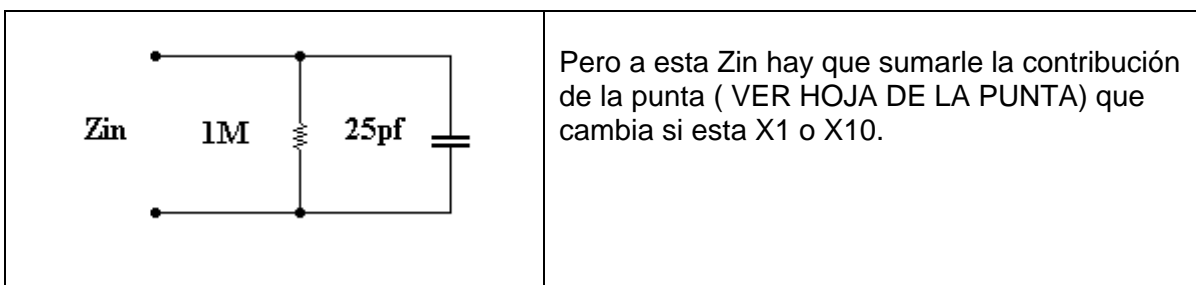 Zin
1M
25pf
Pero a esta Zin hay que sumarle la contribución
de la punta ( VER HOJA DE LA PUNTA) que
cambia si esta X1 o X10.